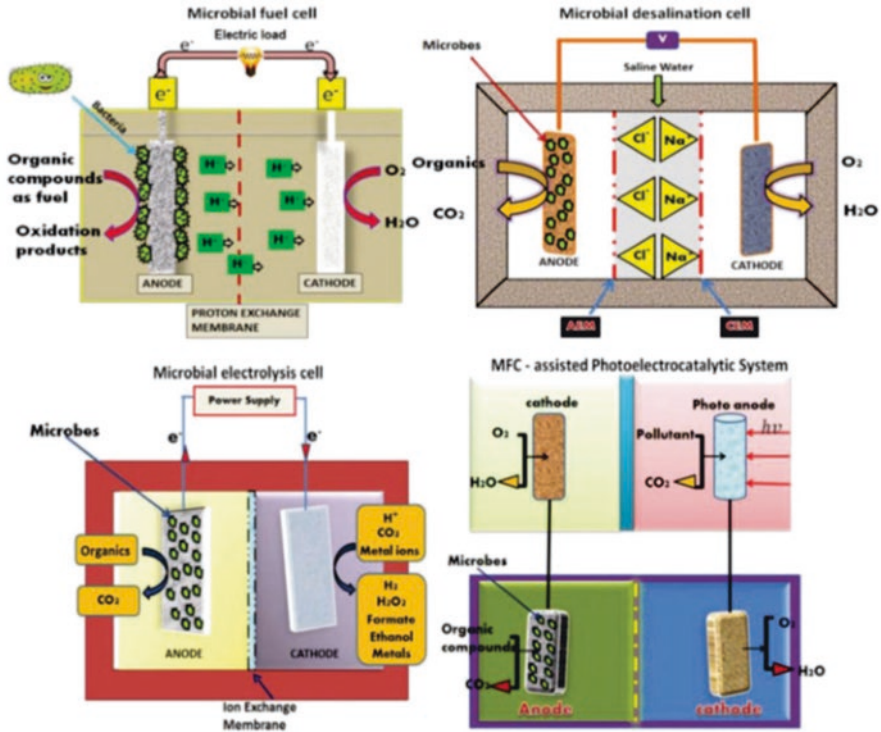 Microbial fuel cell
Electric load
e⁻
e⁻
e⁻
e⁻
Bacteria
Organic
compounds
as fuel
Oxidation
products
H⁻
H⁻
H⁻
H⁻
H⁻
H⁻
H⁻
O₂
H₂O
ANODE
CATHODE
PROTON EXCHANGE
MEMBRANE
Microbial desalination cell
V
Microbes
Saline Water
Cl⁻ Na⁺
Organics
O₂
Cl⁻ Na⁺
CO₂
H₂O
Cl⁻ Na⁺
ANODE
CATHODE
AEM
CEM
Microbial electrolysis cell
Power Supply
Microbes
e⁻
e⁻
Organics
CO₂
H⁺
CO₂
Metal ions
H₂
H₂O₂
Formate
Ethanol
Metals
ANODE
CATHODE
Ion Exchange
Membrane
MFC - assisted Photoelectrocatalytic System
cathode
Photo anode
O₂
H₂O
Pollutant
CO₂
hν
Microbes
Organic
compounds
CO₂
Anode
O₂
H₂O
cathode